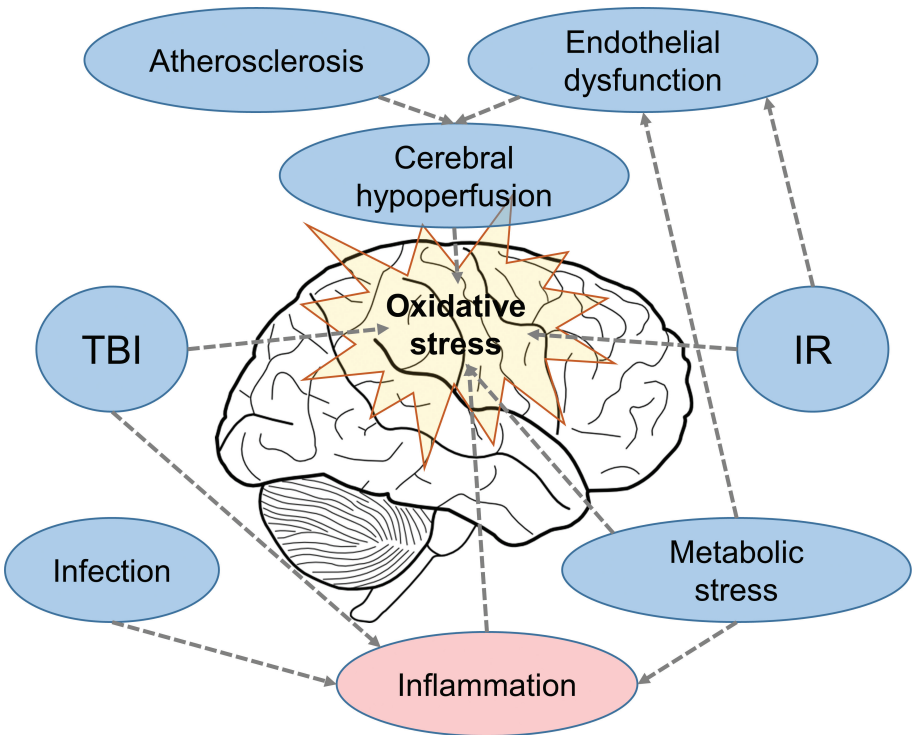 Atherosclerosis
Endothelial
dysfunction
Cerebral
hypoperfusion
Oxidative
stress
TBI
IR
Infection
Metabolic
stress
Inflammation